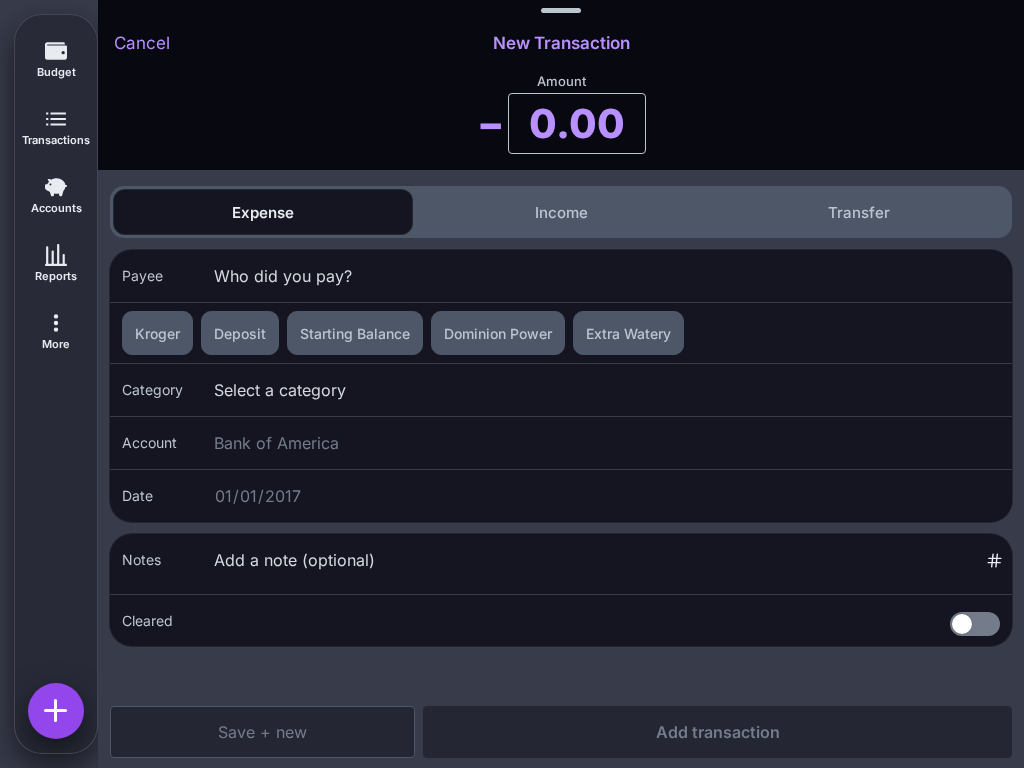 Budget
Transactions
Accounts
Reports
More
Cancel
New Transaction
Amount
– 0.00
Expense Income Transfer
Payee Who did you pay?
Kroger Deposit Starting Balance Dominion Power Extra Watery
Category Select a category
Account Bank of America
Date 01/01/2017
Notes Add a note (optional) #
Cleared
Save + new Add transaction